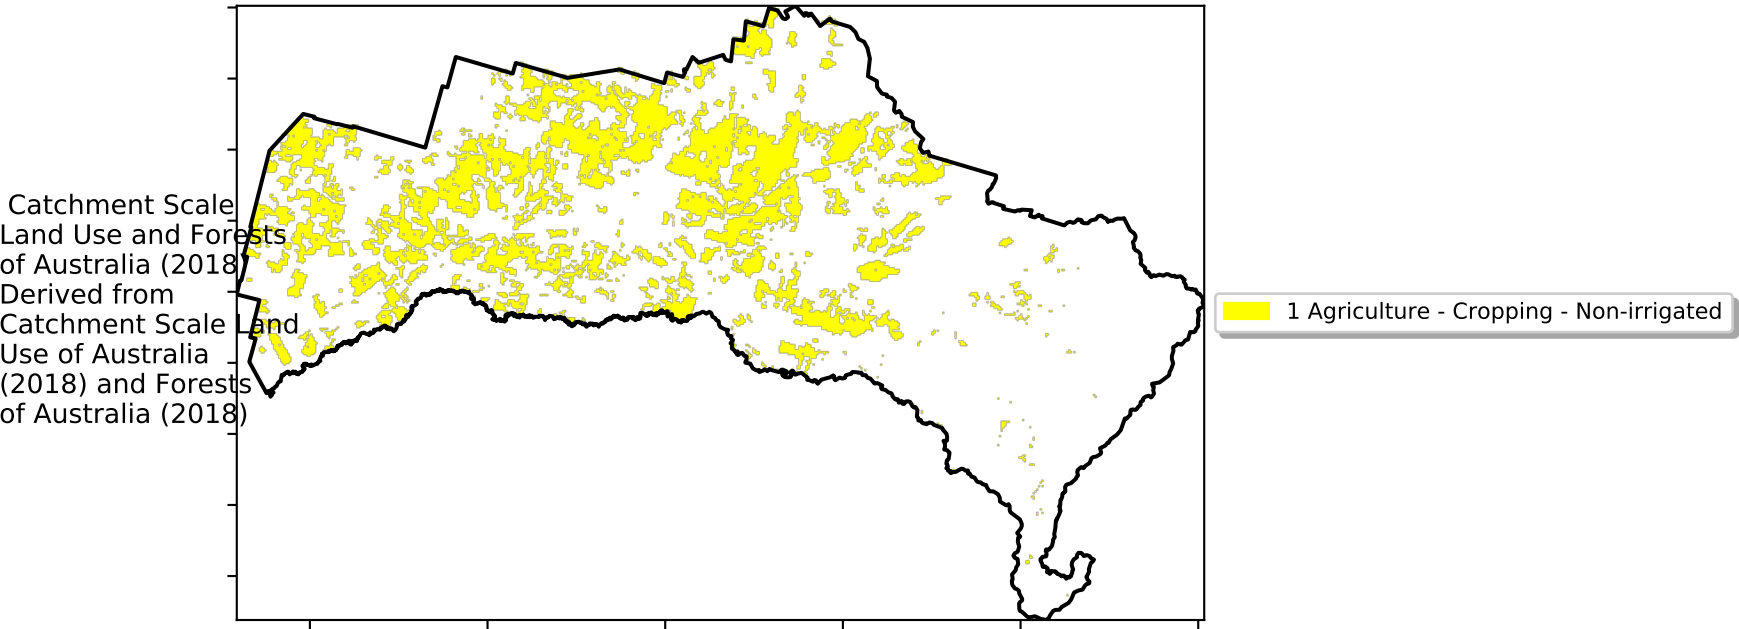 Catchment Scale
Land Use and Forests
of Australia (2018)
Derived from
Catchment Scale Land
Use of Australia
(2018) and Forests
of Australia (2018)
1 Agriculture - Cropping - Non-irrigated